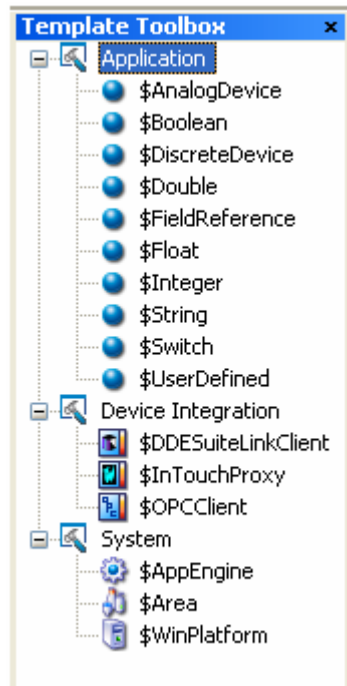 Template Toolbox
Application
$AnalogDevice
$Boolean
$DiscreteDevice
$Double
$FieldReference
$Float
$Integer
$String
$Switch
$UserDefined
Device Integration
$DDESuiteLinkClient
$InTouchProxy
$OPCClient
System
$AppEngine
$Area
$WinPlatform